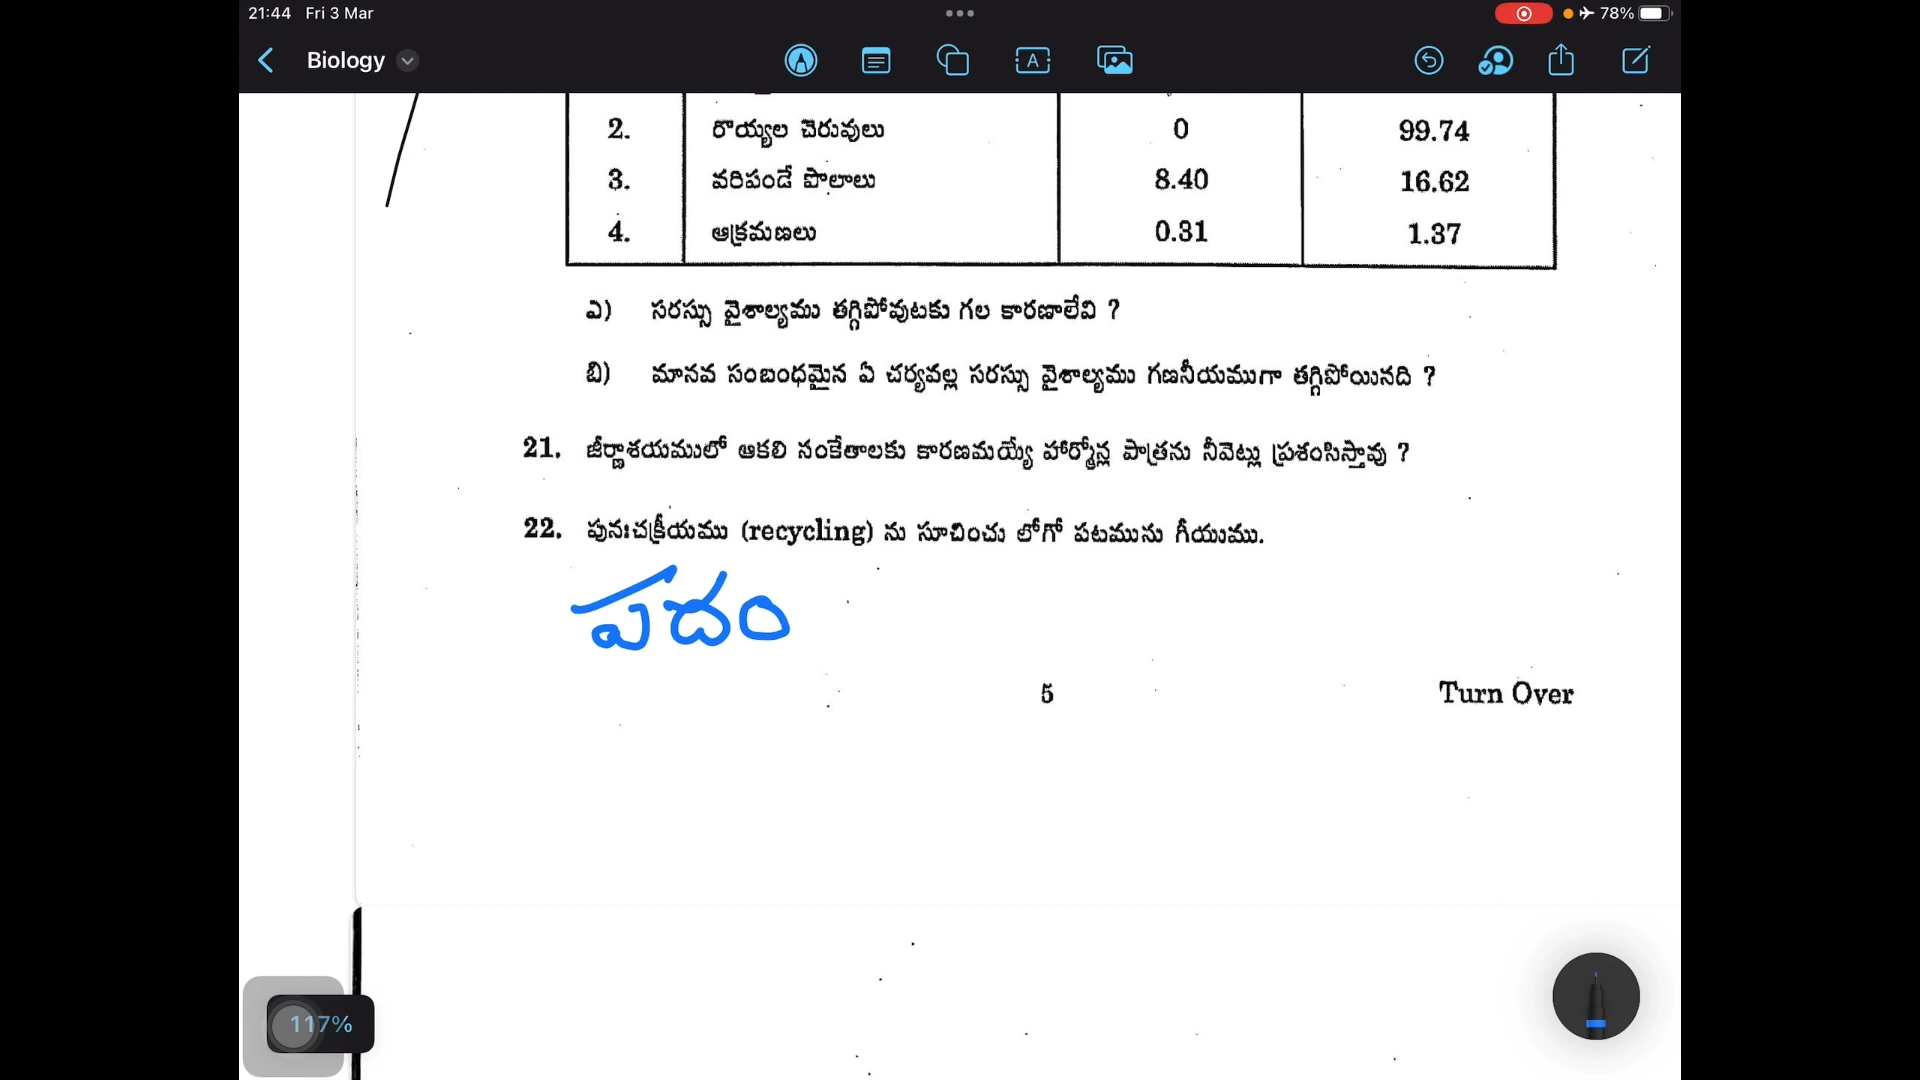 21:44 Fri 3 Mar
78%
Biology
2. రొయ్యల చెరువులు 0 99.74
3. వరిపండే పొలాలు 8.40 16.62
4. ఆక్రమణలు 0.31 1.37
ఎ) సరస్సు వైశాల్యము తగ్గిపోవుటకు గల కారణాలేవి ?
బి) మానవ సంబంధమైన ఏ చర్యవల్ల సరస్సు వైశాల్యము గణనీయముగా తగ్గిపోయినది ?
21. జీర్ణాశయములో ఆకలి సంకేతాలకు కారణమయ్యే హార్మోన్ల పాత్రను నీవెట్లు ప్రశంసిస్తావు ?
22. పునఃచక్రీయము (recycling) ను సూచించు లోగో పటమును గీయుము.
పదం
5 Turn Over
117%